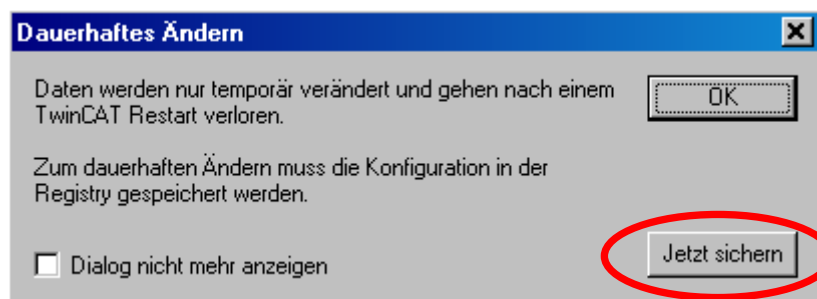 Dauerhaftes Ändern
Daten werden nur temporär verändert und gehen nach einem
TwinCAT Restart verloren.
OK
Zum dauerhaften Ändern muss die Konfiguration in der
Registry gespeichert werden.
Dialog nicht mehr anzeigen
Jetzt sichern